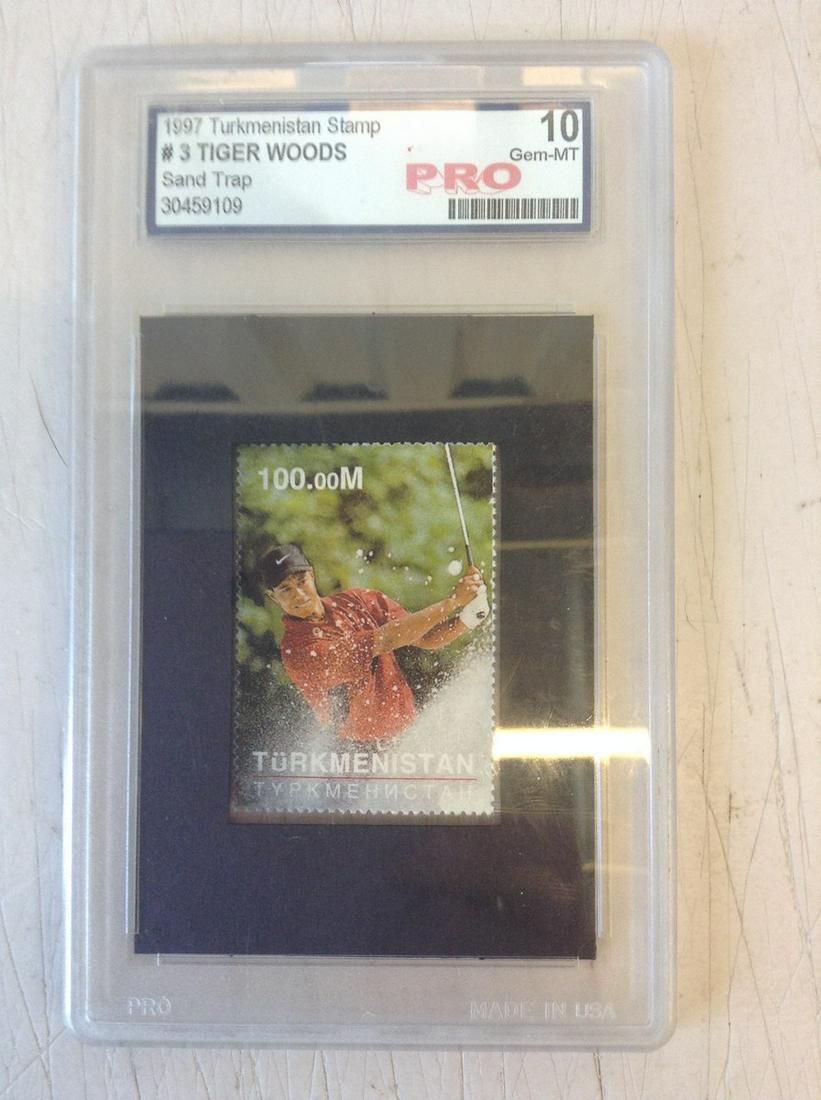 1997 Turkmenistan Stamp
10
# 3 TIGER WOODS
Gem-MT
Sand Trap
PRO
30459109
100.00M
TÜRKMENISTAN
ТУРКМЕНИСТАН
PRO
MADE IN USA